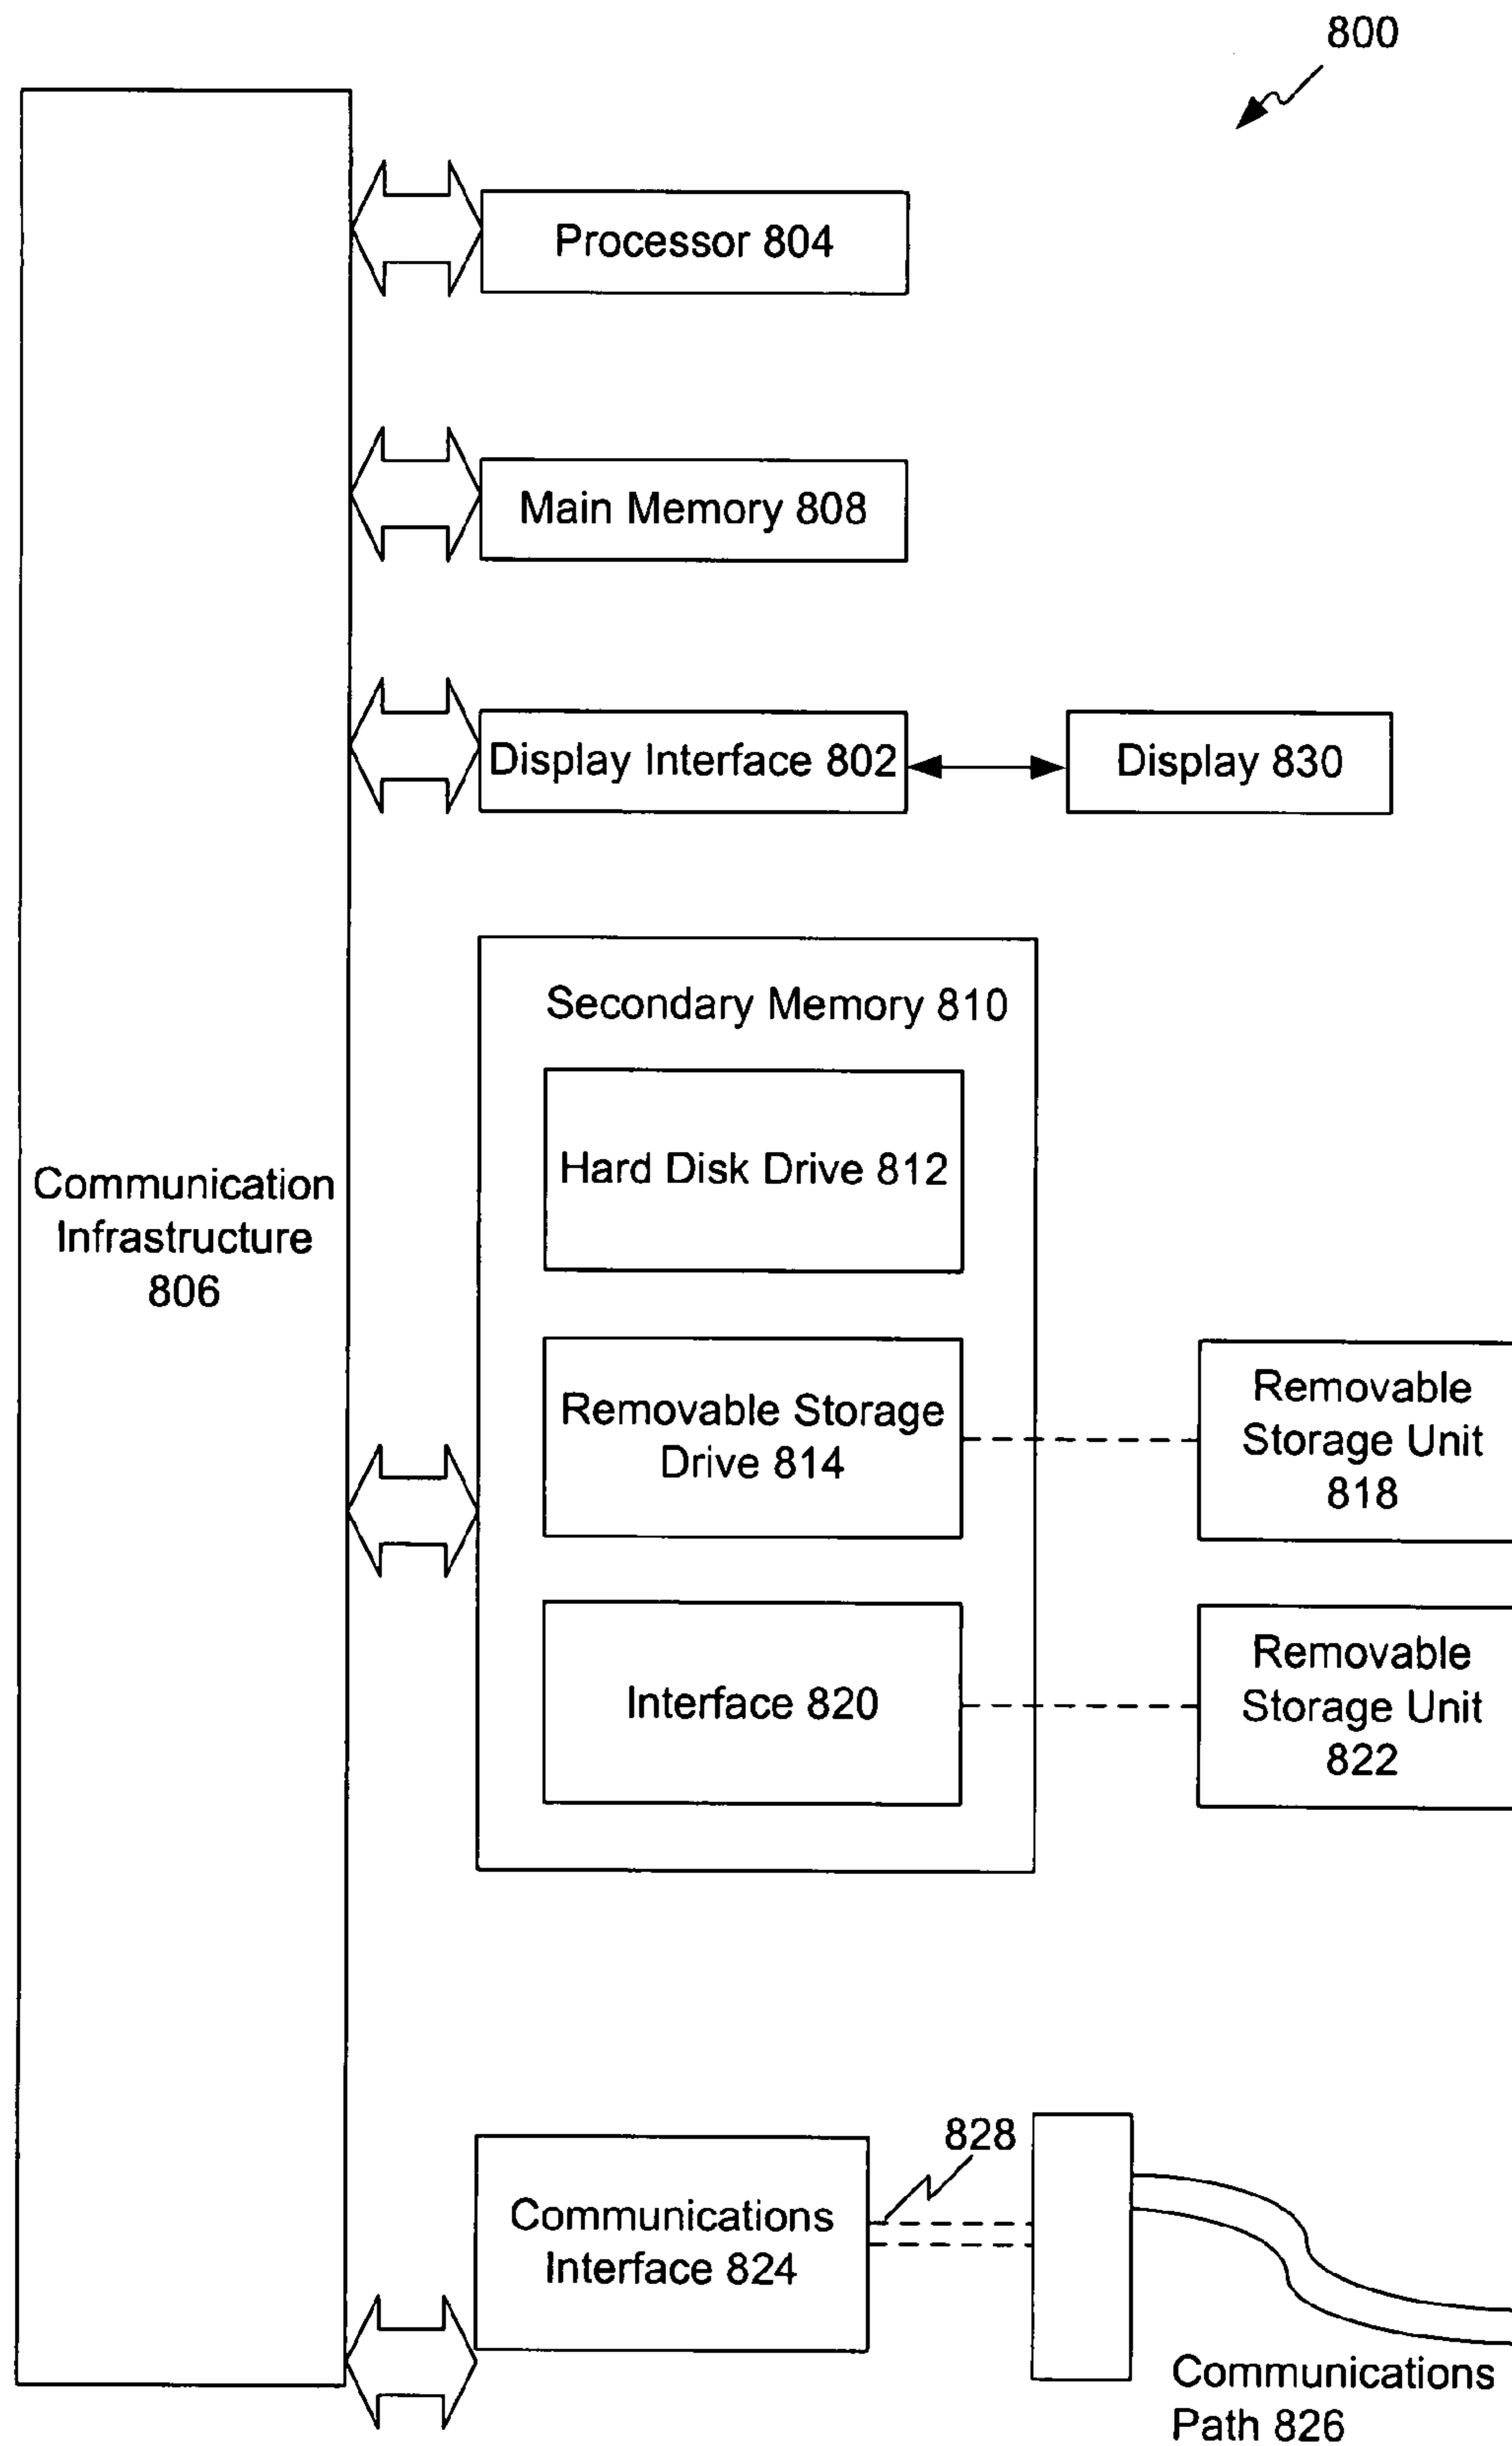 800
Processor 804
Main Memory 808
Display Interface 802
Display 830
Secondary Memory 810
Hard Disk Drive 812
Communication
Infrastructure
806
Removable Storage
Drive 814
Removable
Storage Unit
818
Interface 820
Removable
Storage Unit
822
828
Communications
Interface 824
Communications
Path 826